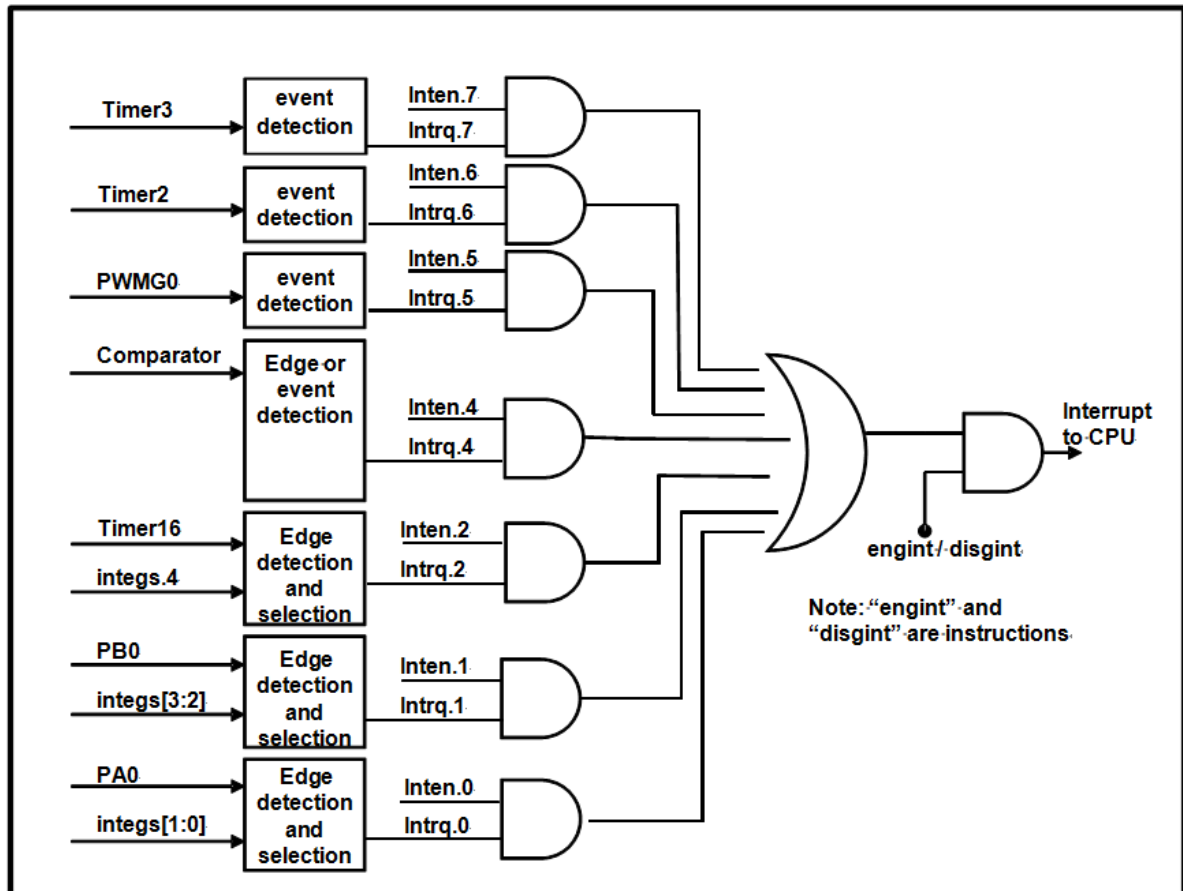 Timer3
event
detection
Inten.7
Intrq.7
Timer2
event
detection
Inten.6
Intrq.6
PWMG0
event
detection
Inten.5
Intrq.5
Comparator
Edge or
event
detection
Inten.4
Intrq.4
Timer16
integs.4
Edge
detection
and
selection
Inten.2
Intrq.2
PB0
integs[3:2]
Edge
detection
and
selection
Inten.1
Intrq.1
PA0
integs[1:0]
Edge
detection
and
selection
Inten.0
Intrq.0
Interrupt
to CPU
engint / disgint
Note: “engint” and
“disgint” are instructions